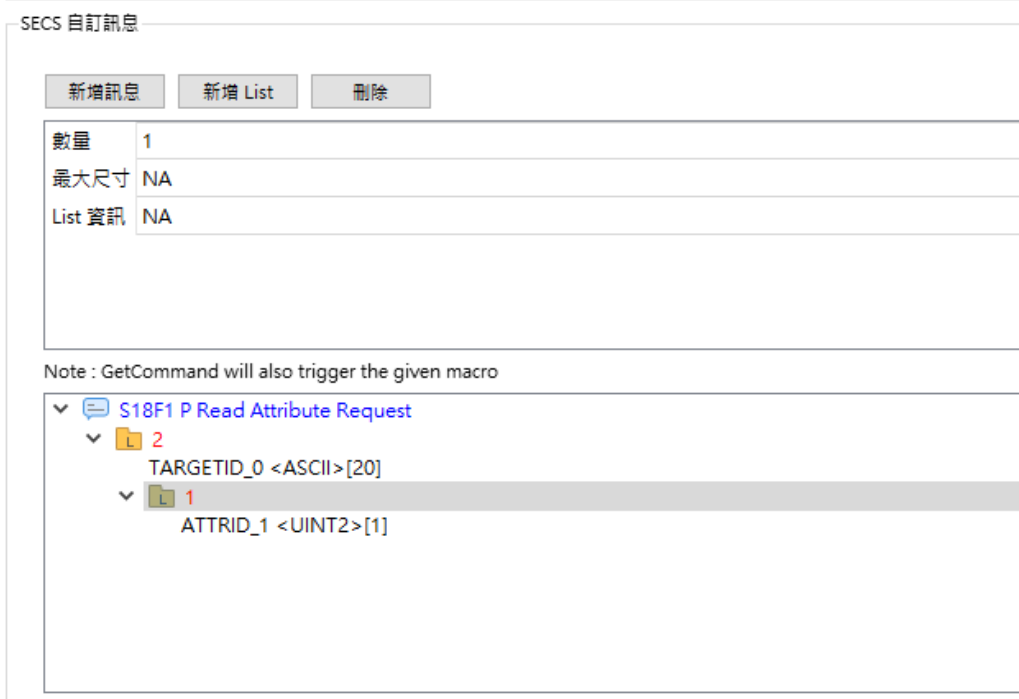 SECS 自訂訊息
新增訊息 新增 List 刪除
數量 1
最大尺寸 NA
List 資訊 NA
Note : GetCommand will also trigger the given macro
S18F1 P Read Attribute Request
L 2
TARGETID_0 <ASCII>[20]
L 1
ATTRID_1 <UINT2>[1]